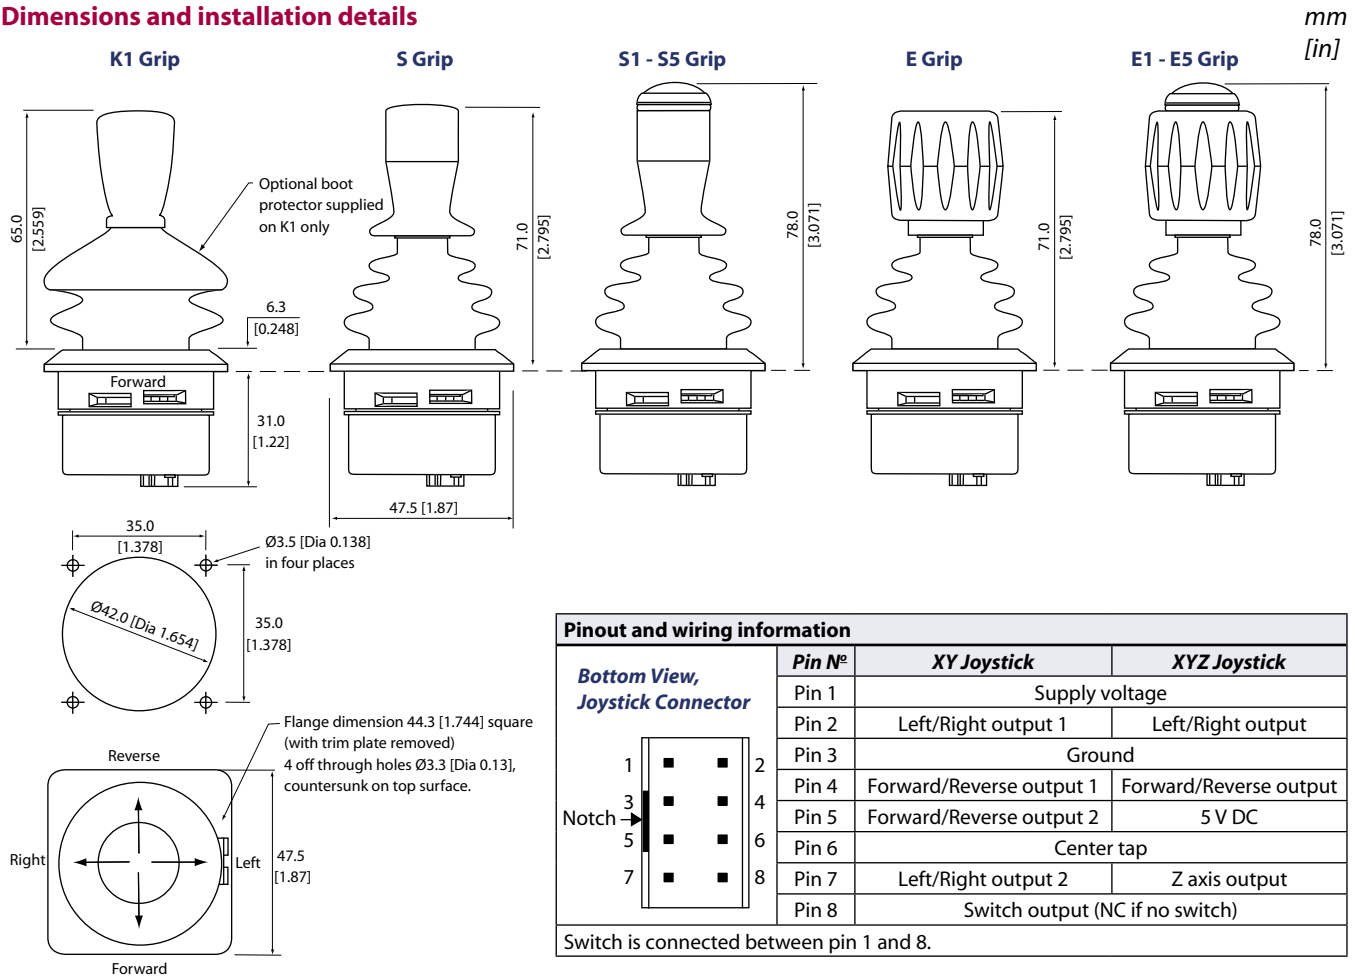 Dimensions and installation details
mm
[in]
K1 Grip
S Grip
S1 - S5 Grip
E Grip
E1 - E5 Grip
65.0
[2.559]
Optional boot
protector supplied
on K1 only
6.3
[0.248]
71.0
[2.795]
78.0
[3.071]
71.0
[2.795]
78.0
[3.071]
Forward
31.0
[1.22]
47.5 [1.87]
35.0
[1.378]
Ø3.5 [Dia 0.138]
in four places
Ø42.0 [Dia 1.654]
35.0
[1.378]
Flange dimension 44.3 [1.744] square
(with trim plate removed)
4 off through holes Ø3.3 [Dia 0.13],
countersunk on top surface.
Reverse
Right
Left
47.5
[1.87]
Forward
Pinout and wiring information
Bottom View,
Joystick Connector
1 2
3 4
Notch
5 6
7 8
Pin Nº XY Joystick XYZ Joystick
Pin 1 Supply voltage
Pin 2 Left/Right output 1 Left/Right output
Pin 3 Ground
Pin 4 Forward/Reverse output 1 Forward/Reverse output
Pin 5 Forward/Reverse output 2 5 V DC
Pin 6 Center tap
Pin 7 Left/Right output 2 Z axis output
Pin 8 Switch output (NC if no switch)
Switch is connected between pin 1 and 8.